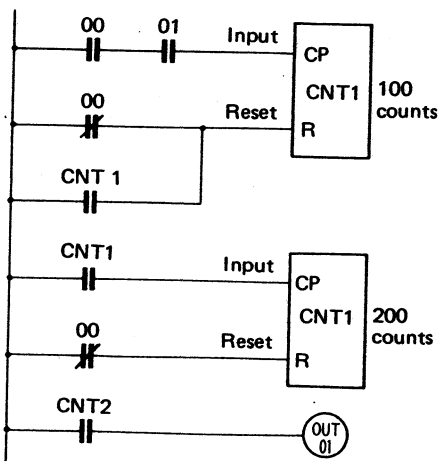 00 01 Input
CP
CNT1 100
counts
00 Reset
R
CNT 1
CNT1 Input
CP
CNT1 200
counts
00 Reset
R
CNT2
OUT
01